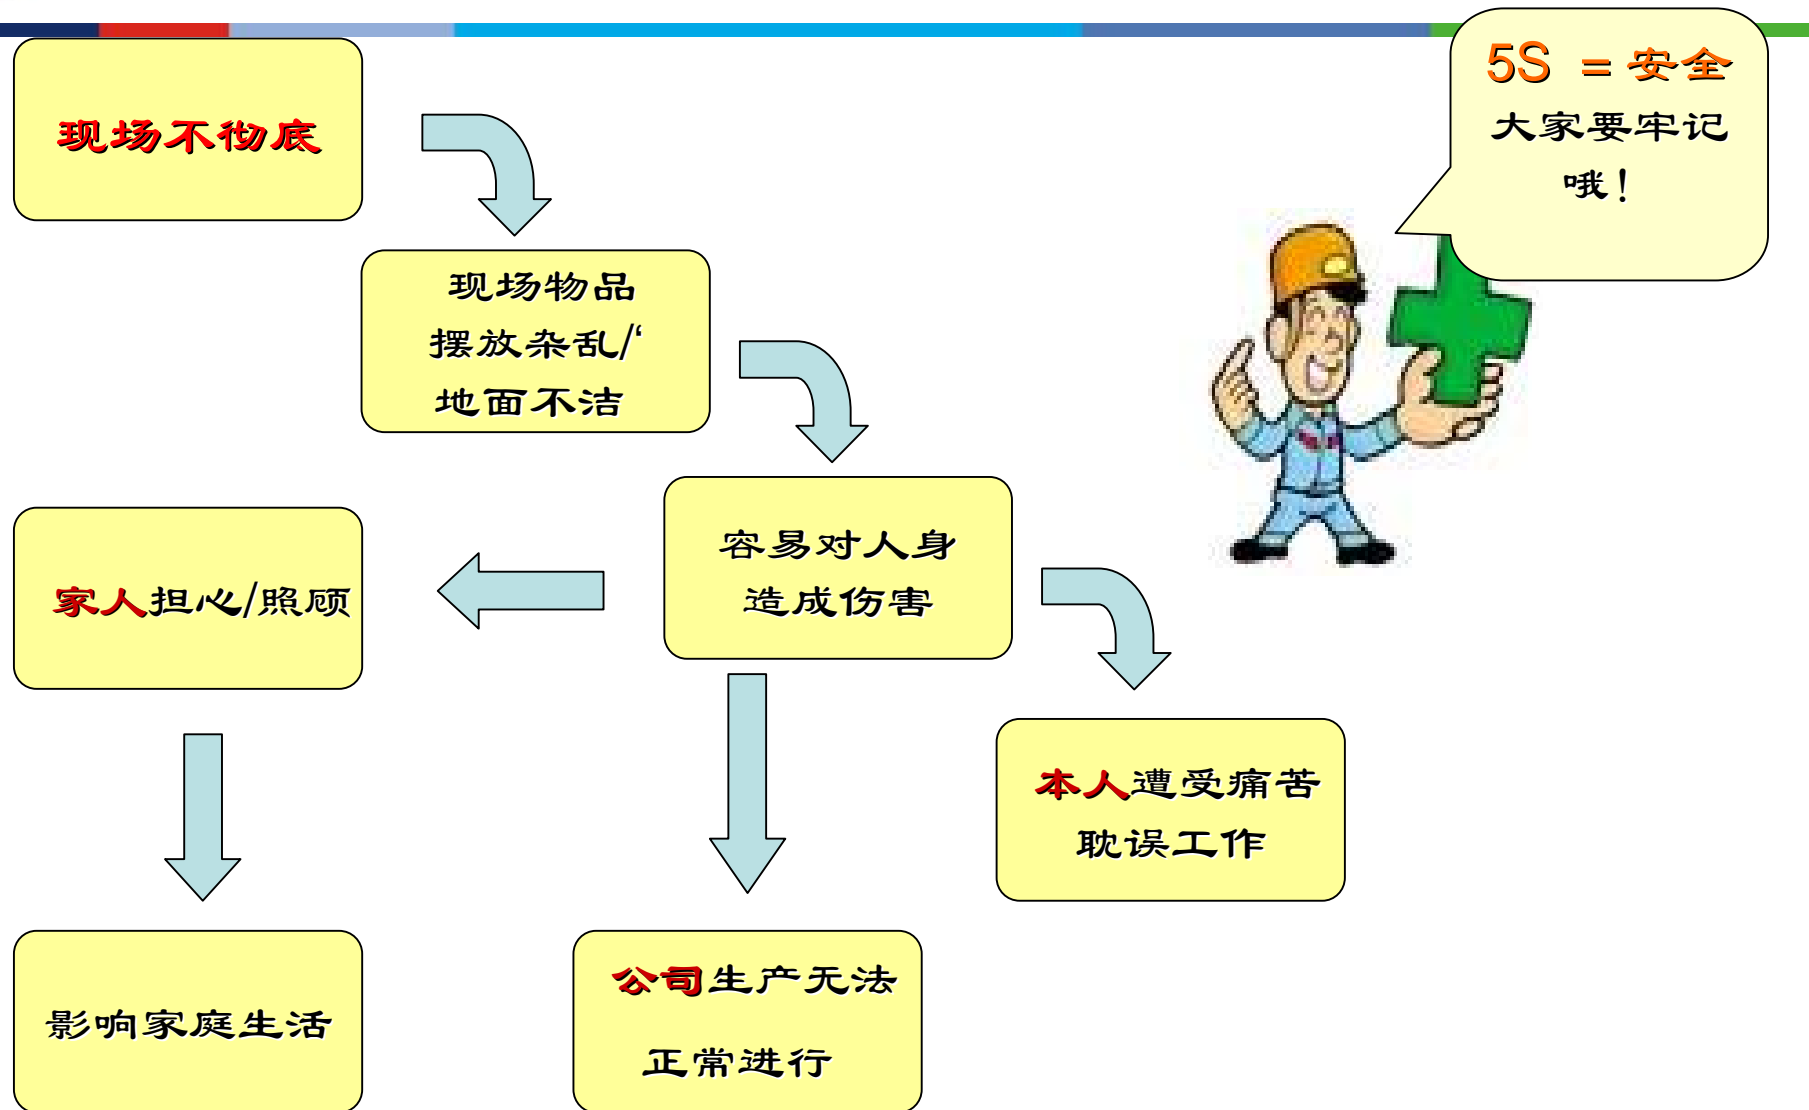 5S = 安全
大家要牢记
哦！
现场不彻底
现场物品
摆放杂乱/‘
地面不洁
容易对人身
造成伤害
家人担心/照顾
本人遭受痛苦
耽误工作
影响家庭生活
公司生产无法
正常进行